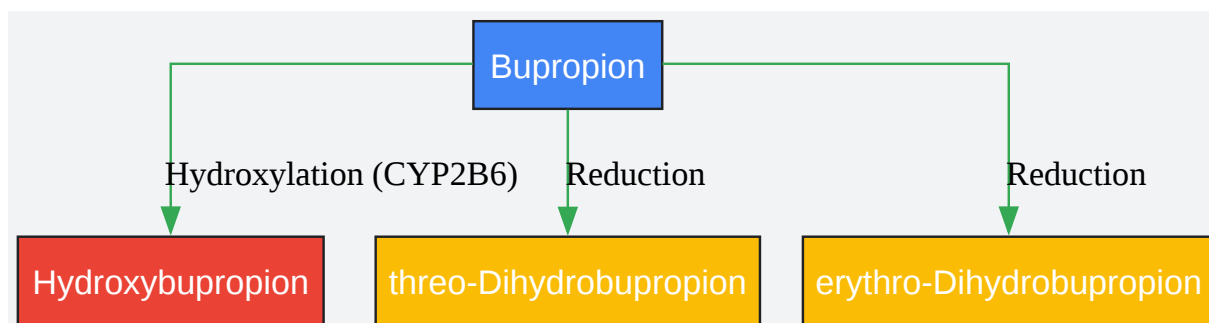 Bupropion
Hydroxylation (CYP2B6)
Reduction
Reduction
Hydroxybupropion
threo-Dihydrobupropion
erythro-Dihydrobupropion